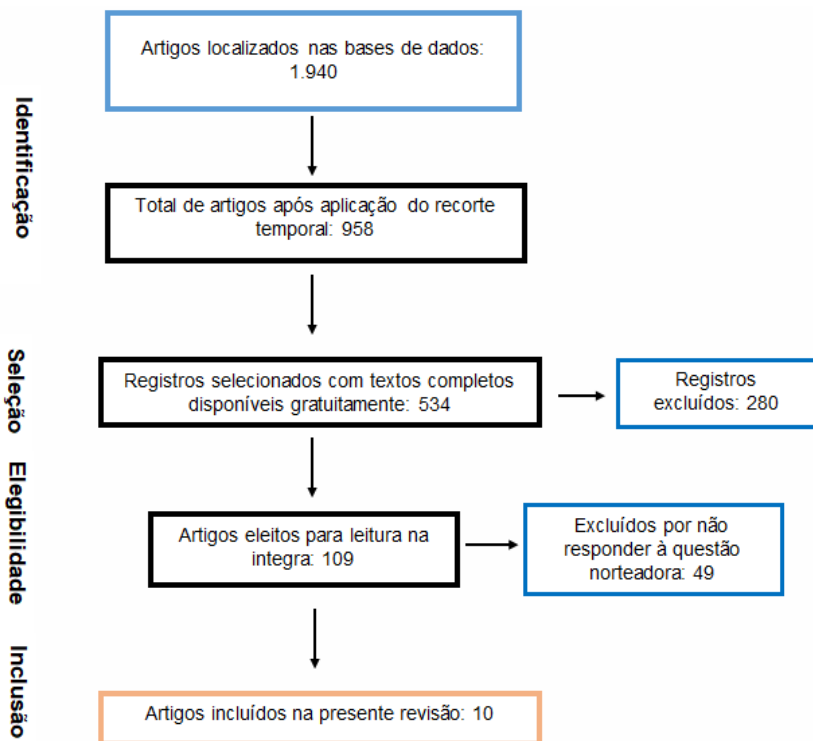 Artigos localizados nas bases de dados:
1.940
Identificação
Total de artigos após aplicação do recorte
temporal: 958
Seleção
Registros selecionados com textos completos
disponíveis gratuitamente: 534
Registros
excluídos: 280
Elegibilidade
Artigos eleitos para leitura na
integra: 109
Excluídos por não
responder à questão
norteadora: 49
Inclusão
Artigos incluídos na presente revisão: 10